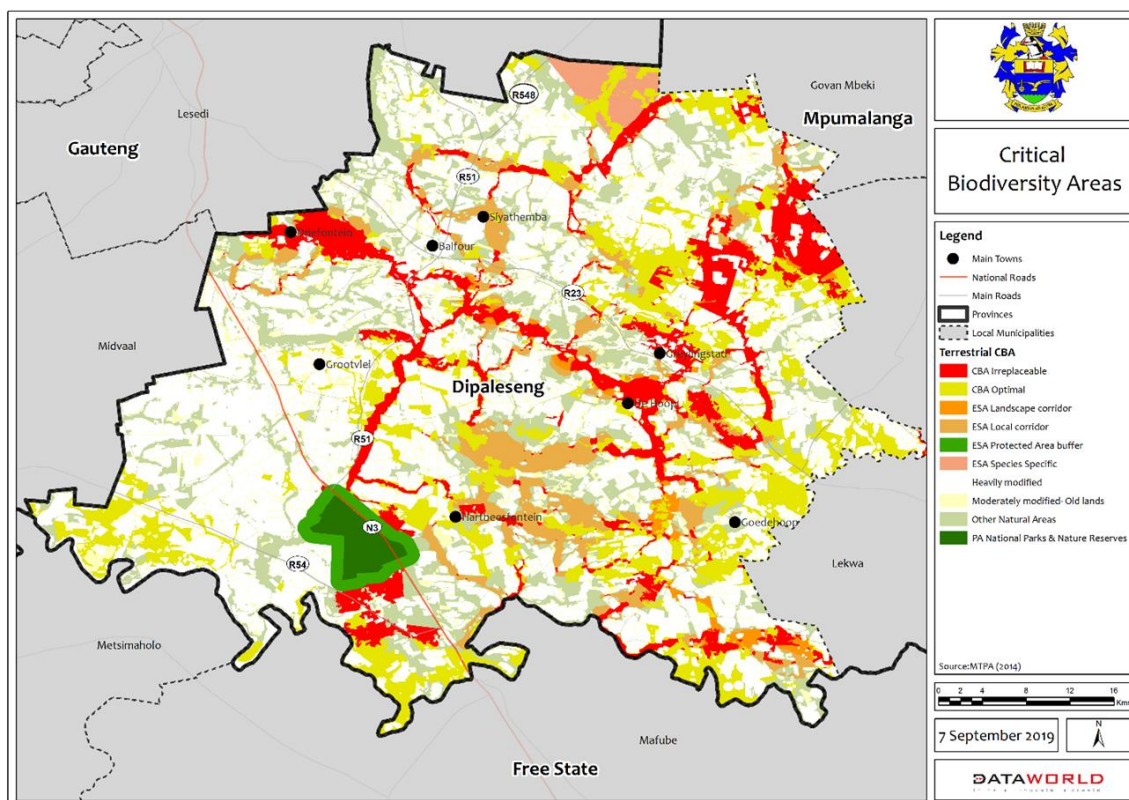 Gauteng
Lesedi
R548
Govan Mbeki
Mpumalanga
R51
Siyathemba
Balfour
R23
Midvaal
Grootvlei
Dipaleseng
R51
N3
Hartbeesfontein
Goedehoop
R54
Lekwa
Metsimaholo
Mafube
Free State
Critical
Biodiversity Areas
Legend
Main Towns
National Roads
Main Roads
Provinces
Local Municipalities
Terrestrial CBA
CBA Irreplaceable
CBA Optimal
ESA Landscape corridor
ESA Local corridor
ESA Protected Area buffer
ESA Species Specific
Heavily modified
Moderately modified- Old lands
Other Natural Areas
PA National Parks & Nature Reserves
Source:MTPA (2014)
0 2 4 8 12 16
Kms
7 September 2019
N
DATAWORLD